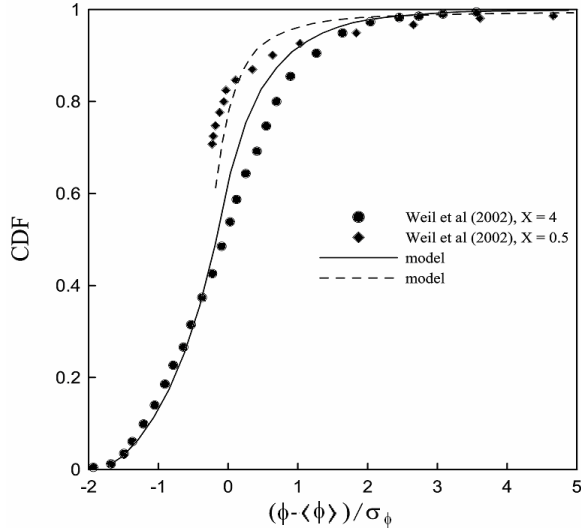 1
0.8
0.6
0.4
0.2
0
CDF
Weil et al (2002), X = 4
Weil et al (2002), X = 0.5
model
model
-2 -1 0 1 2 3 4 5
(ϕ-⟨ϕ⟩)/σϕ